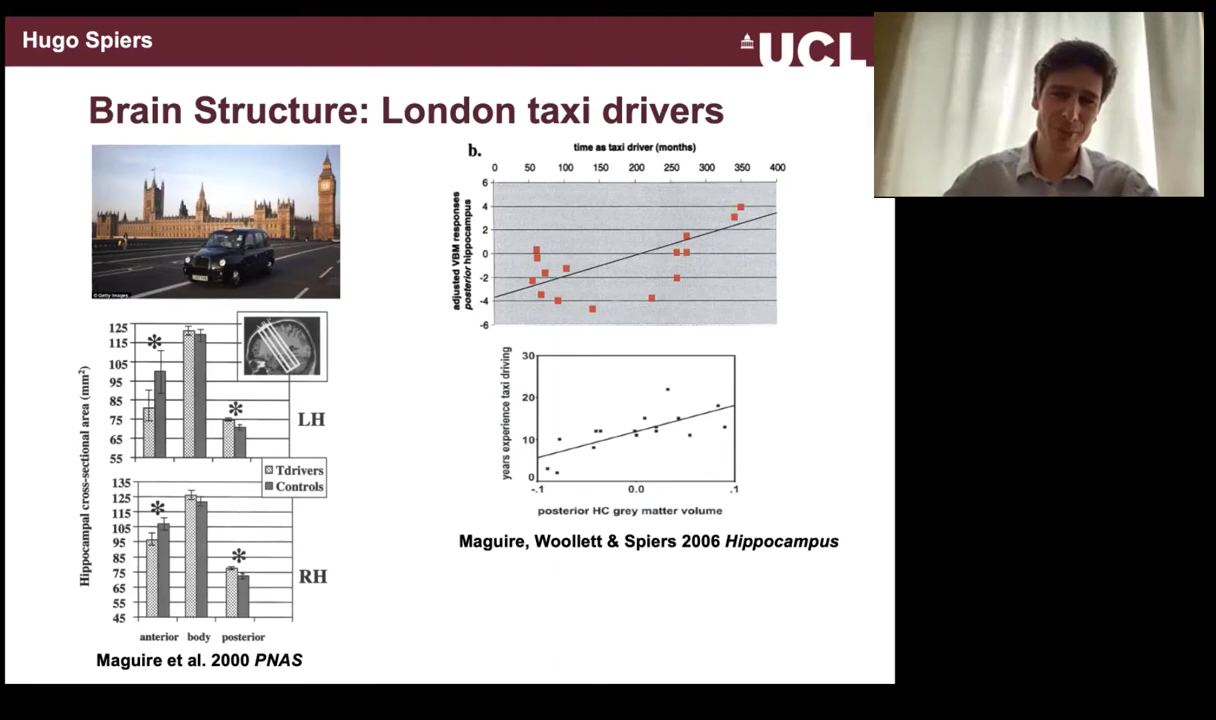 Hugo Spiers
UCL
Brain Structure: London taxi drivers
© Getty Images
125
115
105
95
85
75
65
55
*
*
LH
Tdrivers
Controls
Hippocampal cross-sectional area (mm²)
135
125
115
105
95
85
75
65
55
45
*
*
RH
anterior body posterior
Maguire et al. 2000 PNAS
b.
time as taxi driver (months)
0 50 100 150 200 250 300 350 400
adjusted VBM responses
posterior hippocampus
6
4
2
0
-2
-4
-6
years experience taxi driving
30
20
10
0
-.1 0.0 .1
posterior HC grey matter volume
Maguire, Woollett & Spiers 2006 Hippocampus